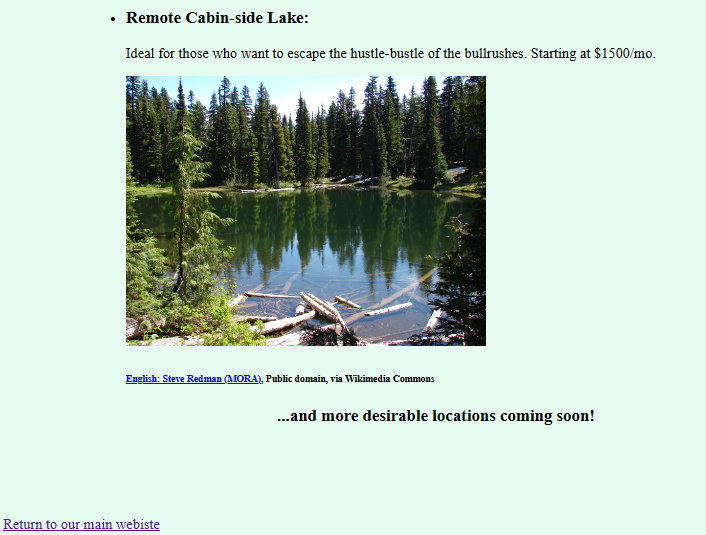 Remote Cabin-side Lake:
Ideal for those who want to escape the hustle-bustle of the bullrushes. Starting at $1500/mo.
English: Steve Redman (MORA), Public domain, via Wikimedia Commons
...and more desirable locations coming soon!
Return to our main webiste